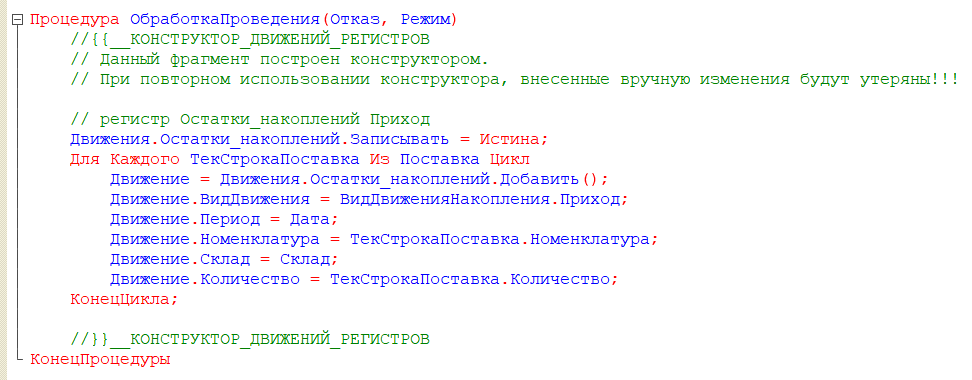 Процедура ОбработкаПроведения(Отказ, Режим)
//{{__КОНСТРУКТОР_ДВИЖЕНИЙ_РЕГИСТРОВ
// Данный фрагмент построен конструктором.
// При повторном использовании конструктора, внесенные вручную изменения будут утеряны!!!
// регистр Остатки_накоплений Приход
Движения.Остатки_накоплений.Записывать = Истина;
Для Каждого ТекСтрокаПоставка Из Поставка Цикл
Движение = Движения.Остатки_накоплений.Добавить();
Движение.ВидДвижения = ВидДвиженияНакопления.Приход;
Движение.Период = Дата;
Движение.Номенклатура = ТекСтрокаПоставка.Номенклатура;
Движение.Склад = Склад;
Движение.Количество = ТекСтрокаПоставка.Количество;
КонецЦикла;
//}}__КОНСТРУКТОР_ДВИЖЕНИЙ_РЕГИСТРОВ
КонецПроцедуры